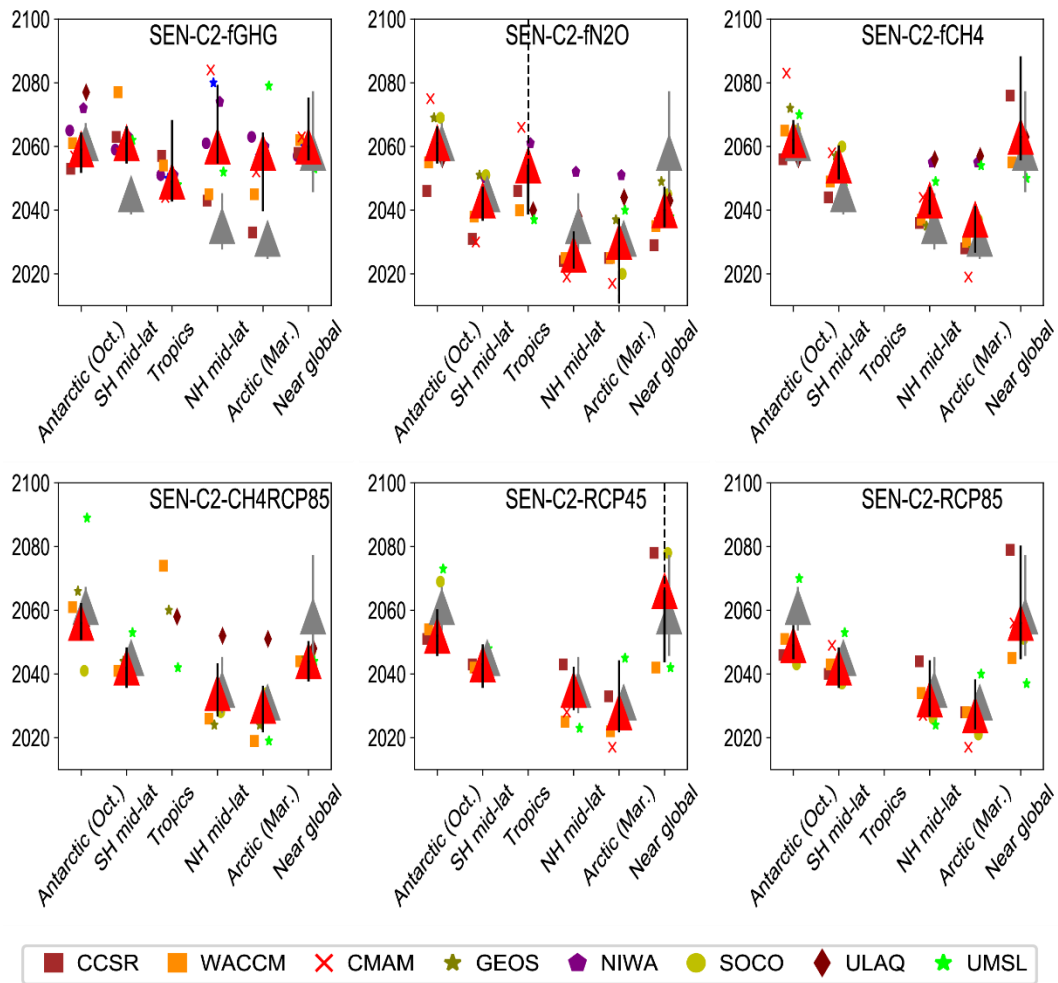 SEN-C2-fGHG
2100
2080
2060
2040
2020
Antarctic (Oct.)
SH mid-lat
Tropics
NH mid-lat
Arctic (Mar.)
Near global
SEN-C2-fN2O
2100
2080
2060
2040
2020
Antarctic (Oct.)
SH mid-lat
Tropics
NH mid-lat
Arctic (Mar.)
Near global
SEN-C2-fCH4
2100
2080
2060
2040
2020
Antarctic (Oct.)
SH mid-lat
Tropics
NH mid-lat
Arctic (Mar.)
Near global
SEN-C2-CH4RCP85
2100
2080
2060
2040
2020
Antarctic (Oct.)
SH mid-lat
Tropics
NH mid-lat
Arctic (Mar.)
Near global
SEN-C2-RCP45
2100
2080
2060
2040
2020
Antarctic (Oct.)
SH mid-lat
Tropics
NH mid-lat
Arctic (Mar.)
Near global
SEN-C2-RCP85
2100
2080
2060
2040
2020
Antarctic (Oct.)
SH mid-lat
Tropics
NH mid-lat
Arctic (Mar.)
Near global
CCSR WACCM CMAM GEOS NIWA SOCO ULAQ UMSL